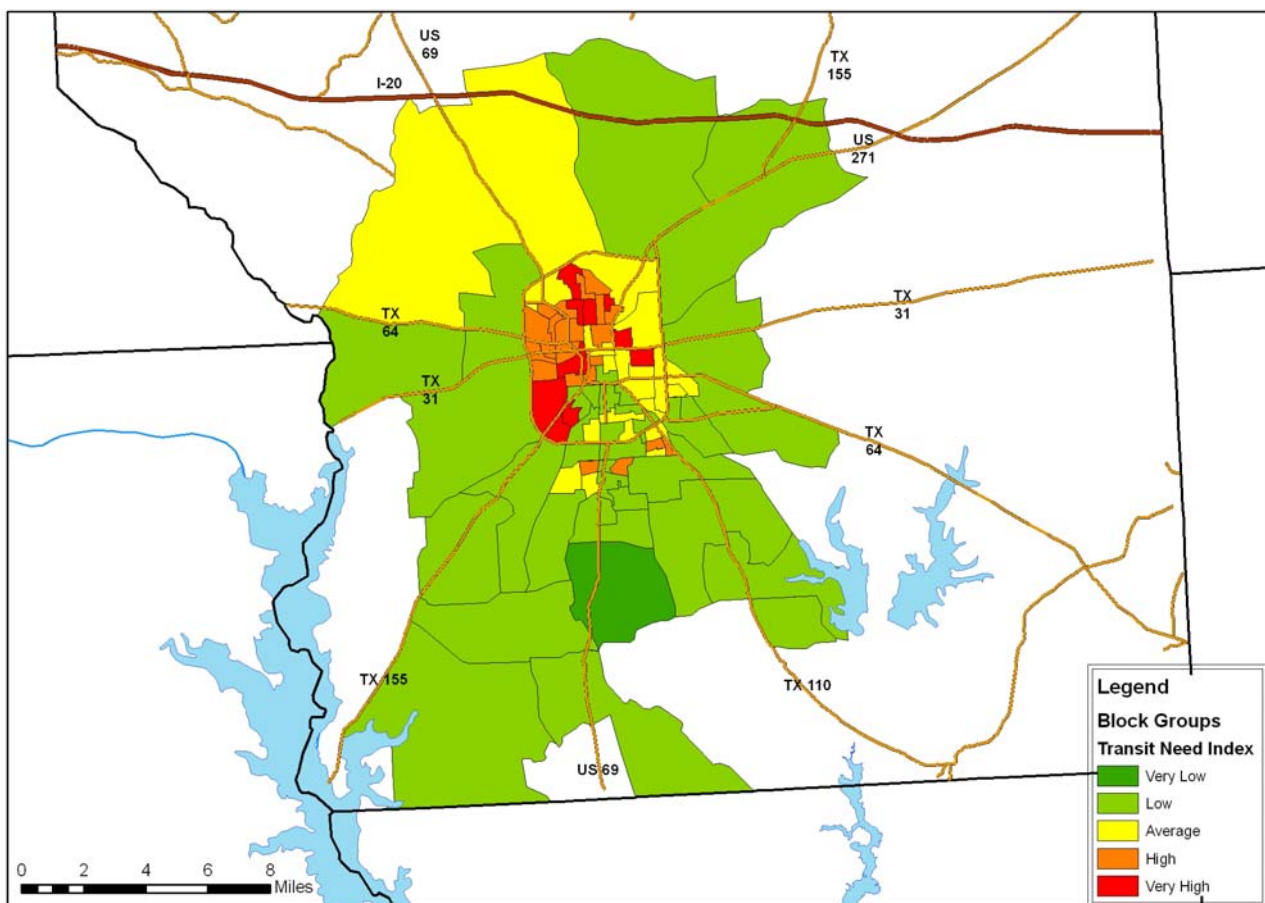 US
69
TX
155
I-20
US
271
TX
31
TX
64
TX
31
TX
64
TX 155
TX 110
US 69
Legend
Block Groups
Transit Need Index
Very Low
Low
Average
High
Very High
0 2 4 6 8
Miles